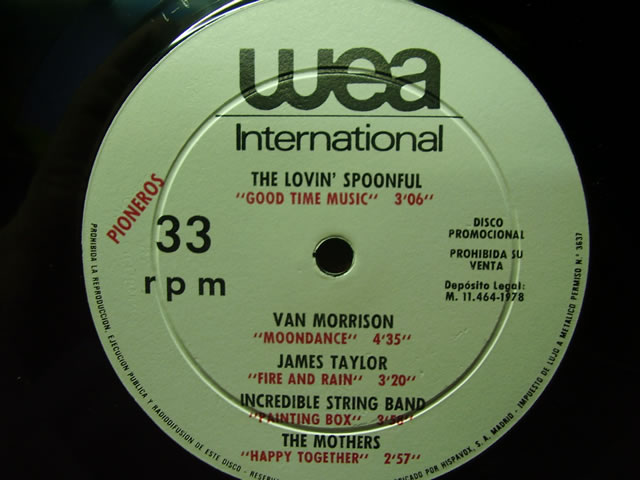 wea
International
THE LOVIN' SPOONFUL
"GOOD TIME MUSIC" 3'06"
PIONEROS
33
rpm
DISCO
PROMOCIONAL
PROHIBIDA SU
VENTA
Depósito Legal:
M. 11.464-1978
VAN MORRISON
"MOONDANCE" 4'35"
JAMES TAYLOR
"FIRE AND RAIN" 3'20"
INCREDIBLE STRING BAND
"PAINTING BOX" 3'58"
THE MOTHERS
"HAPPY TOGETHER" 2'57"
PROHIBIDA LA REPRODUCCION, EJECUCION PUBLICA Y RADIODIFUSION DE ESTE DISCO - RESERV
POR HISPAVOX, S. A. MADRID - IMPUESTO DE LUJO A METALICO PERMISO N.° 3637